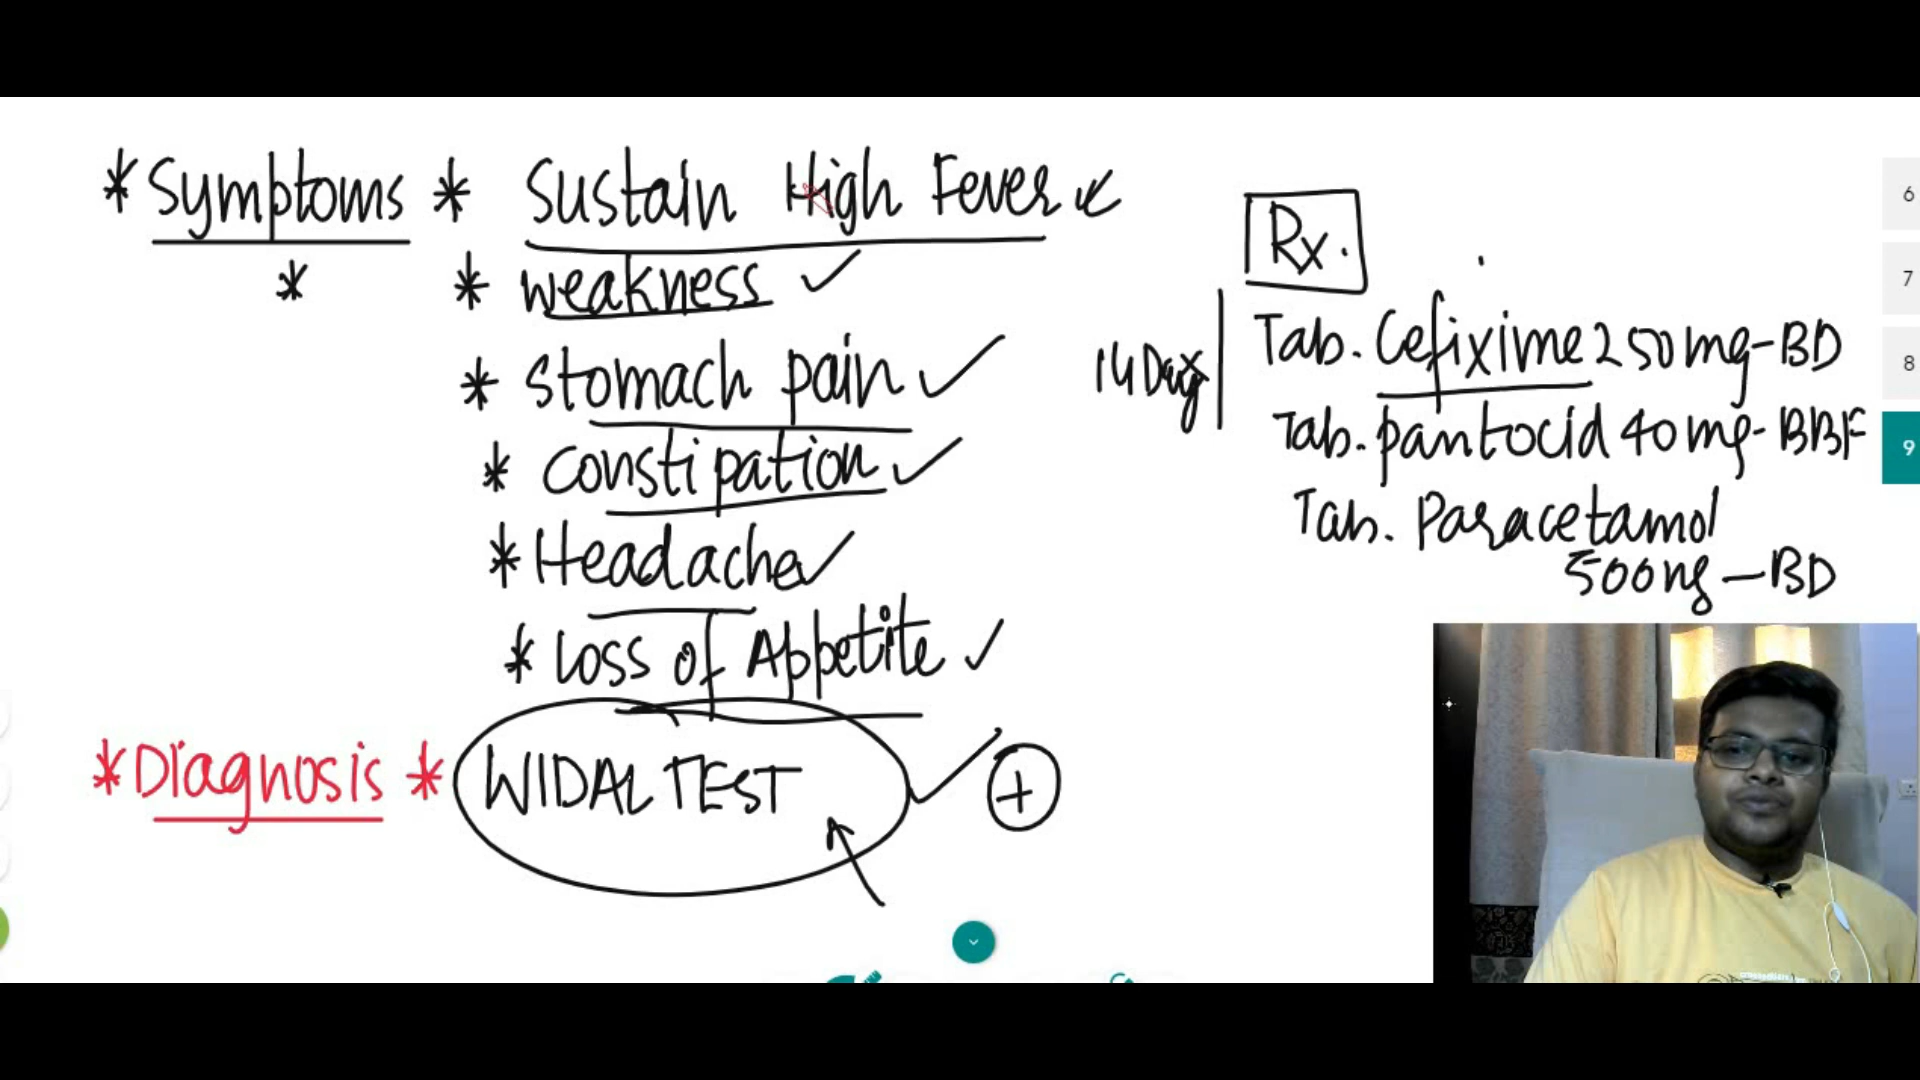 * Symptoms * Sustain High Fever
* * weakness
* stomach pain
* constipation
* Headache
* Loss of Appetite
* Diagnosis * WIDAL TEST +
Rx.
14 Days
Tab. Cefixime 250mg-BD
Tab. pantocid 40mg- BBF
Tab. Paracetamol
500mg - BD
6
7
8
9